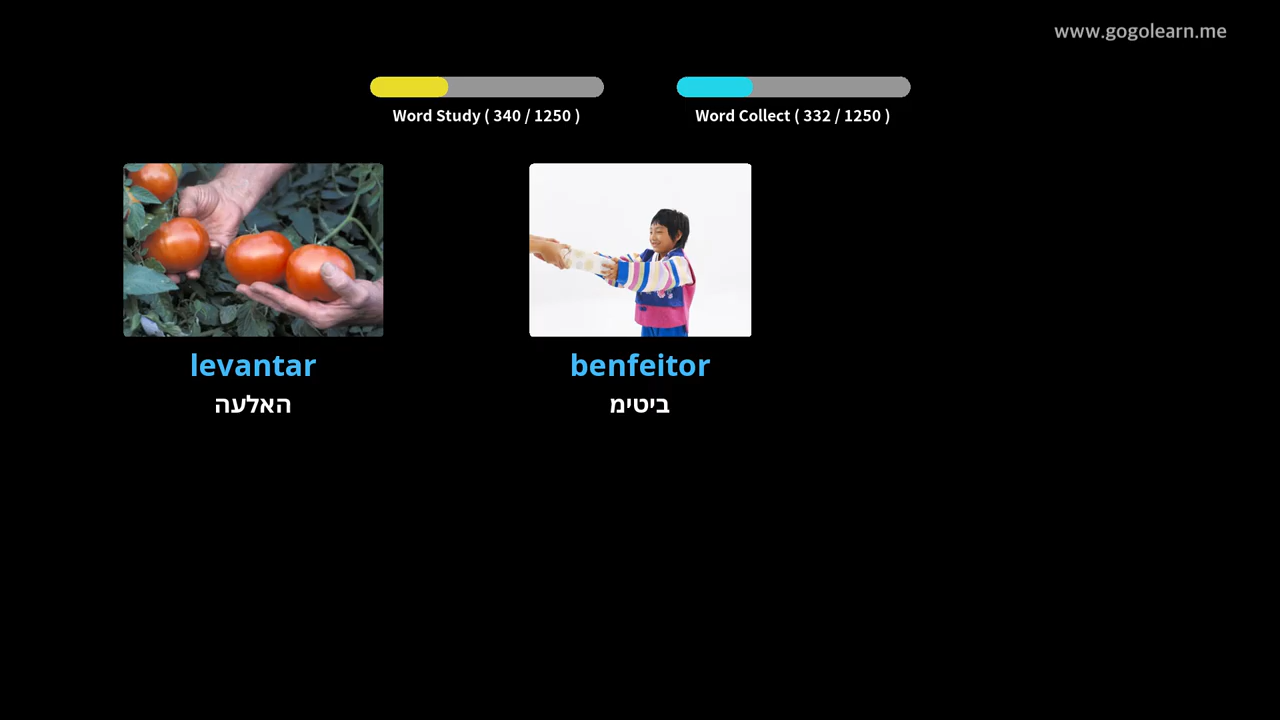 www.gogolearn.me
Word Study ( 340 / 1250 )
Word Collect ( 332 / 1250 )
levantar
האלעה
benfeitor
ביטימ